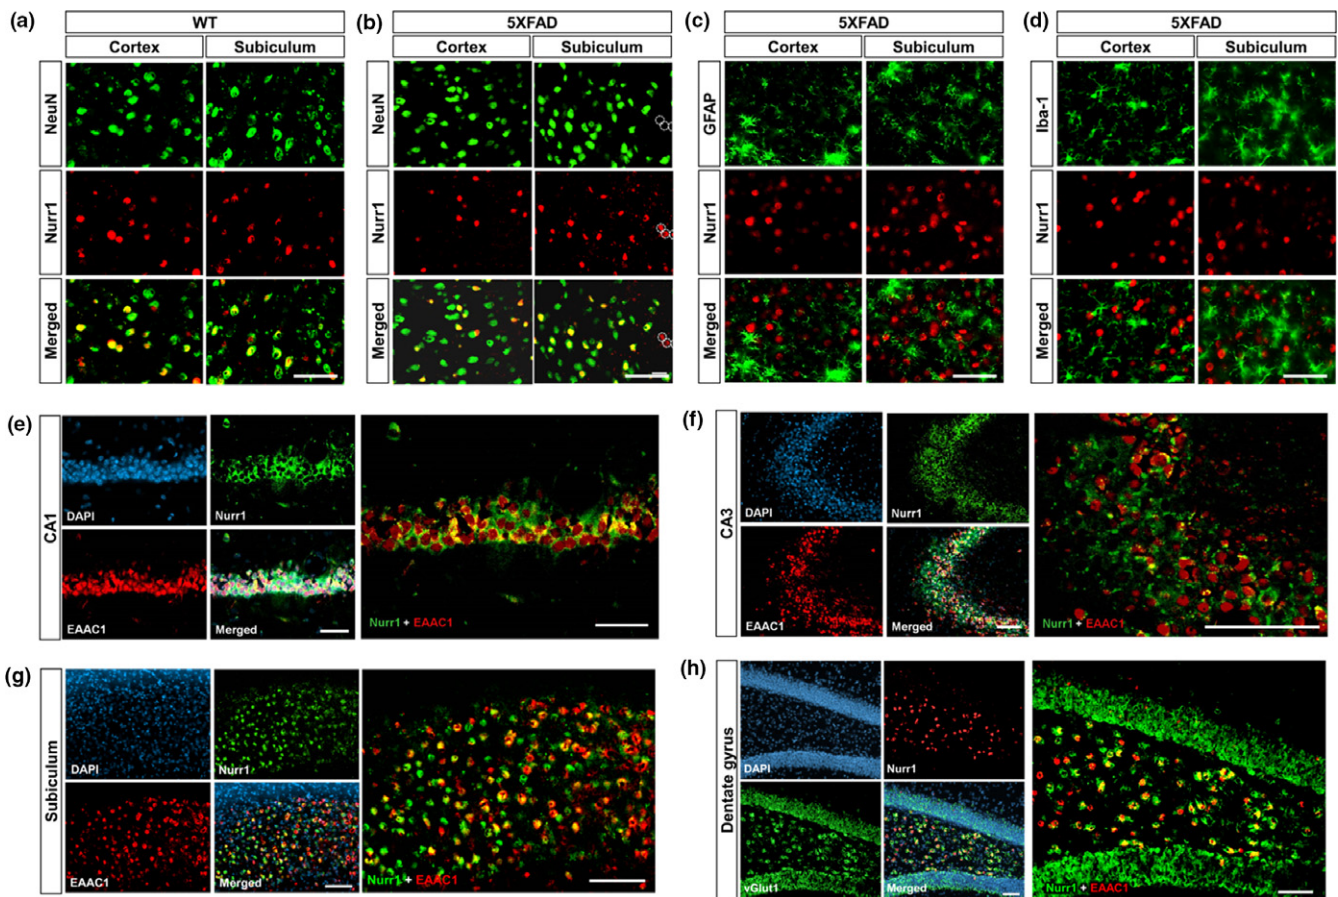 (a)
WT
Cortex
Subiculum
NeuN
Nurr1
Merged
(b)
5XFAD
Cortex
Subiculum
NeuN
Nurr1
Merged
(c)
5XFAD
Cortex
Subiculum
GFAP
Nurr1
Merged
(d)
5XFAD
Cortex
Subiculum
Iba-1
Nurr1
Merged
(e)
CA1
DAPI
Nurr1
EAAC1
Merged
Nurr1 + EAAC1
(f)
CA3
DAPI
Nurr1
EAAC1
Merged
Nurr1 + EAAC1
(g)
Subiculum
DAPI
Nurr1
EAAC1
Merged
Nurr1 + EAAC1
(h)
Dentate gyrus
DAPI
Nurr1
vGlut1
Merged
Nurr1 + EAAC1